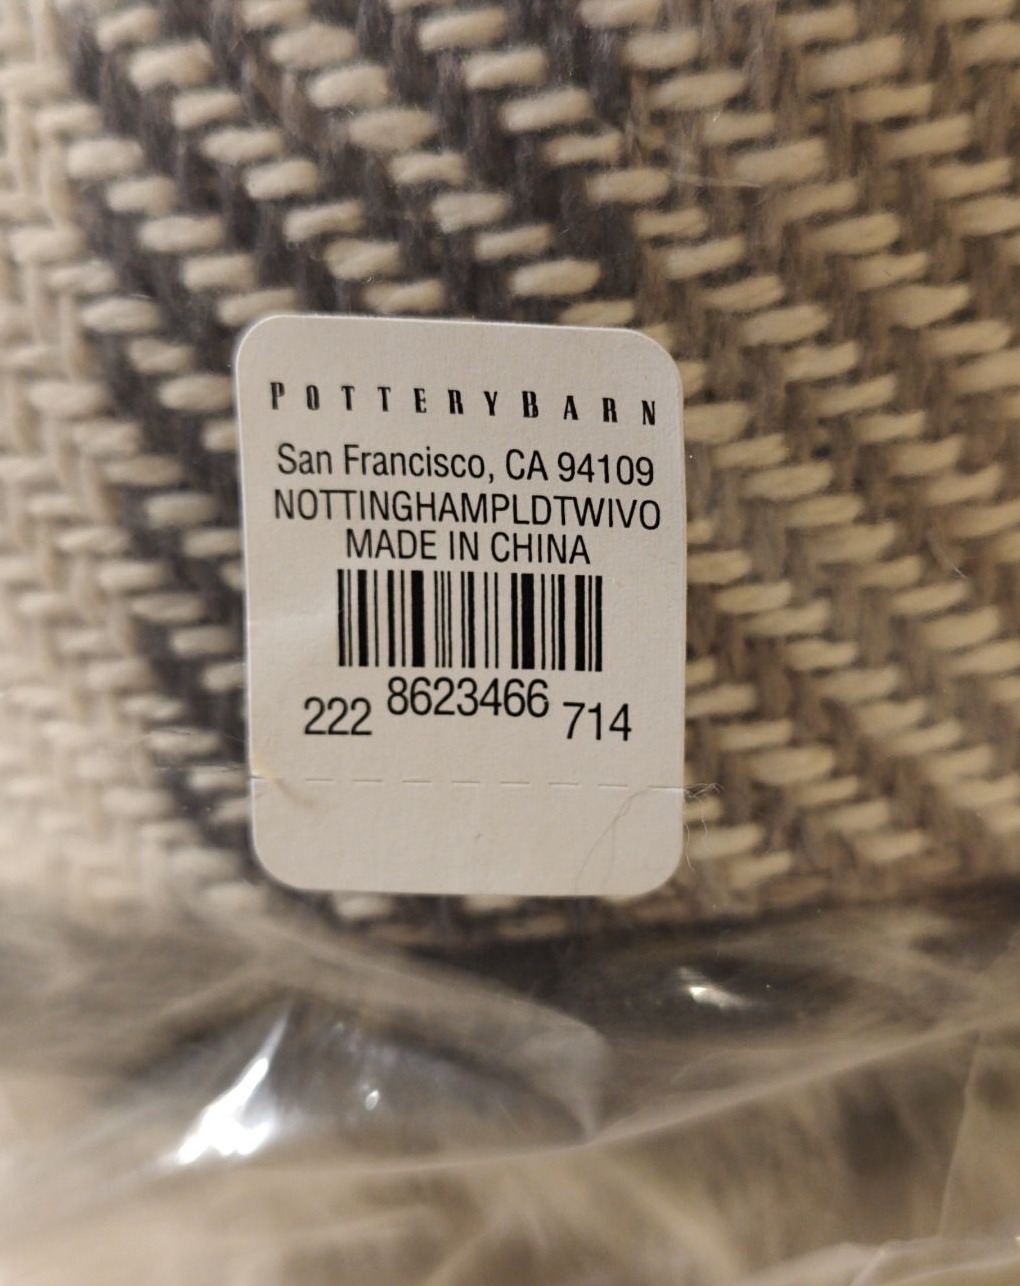 POTTERYBARN
San Francisco, CA 94109
NOTTINGHAMPLDTWIVO
MADE IN CHINA
222 8623466 714